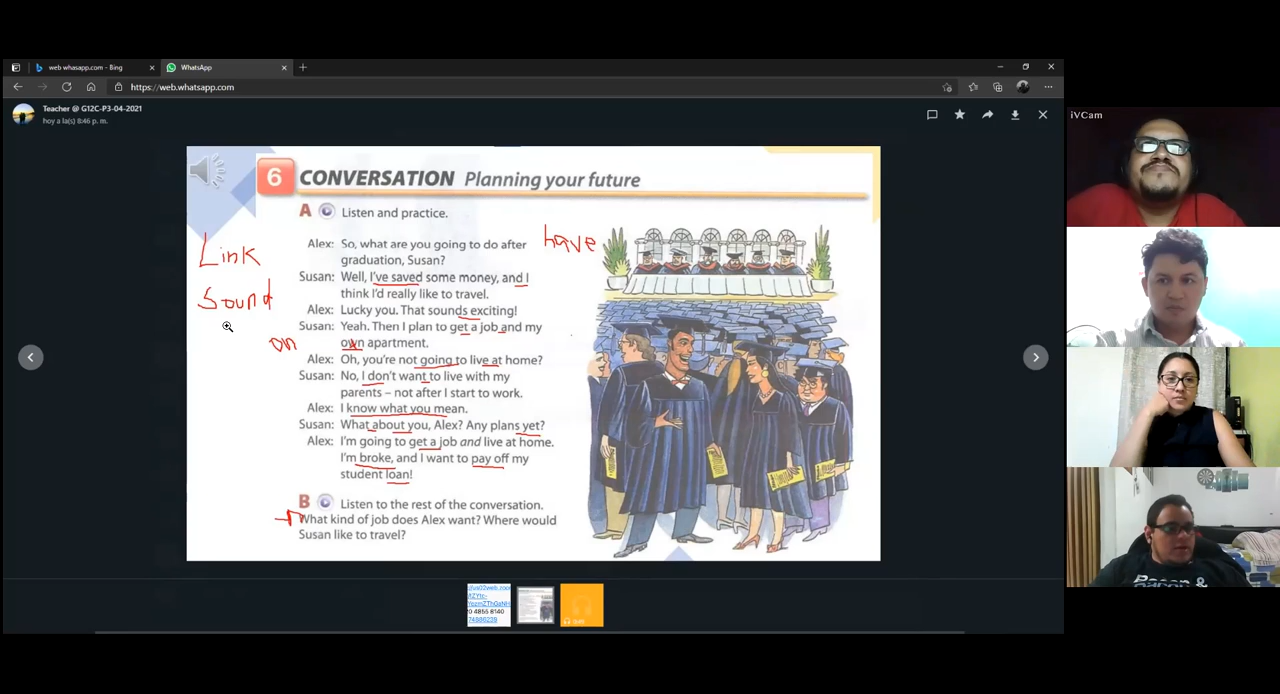 web whasapp.com - Bing
WhatsApp
https://web.whatsapp.com
Teacher @ G12C-P3-04-2021
hoy a la(s) 8:46 p. m.
iVCam
6 CONVERSATION Planning your future
A Listen and practice.
have
Link
Sound
on
Alex: So, what are you going to do after
graduation, Susan?
Susan: Well, I've saved some money, and I
think I'd really like to travel.
Alex: Lucky you. That sounds exciting!
Susan: Yeah. Then I plan to get a job and my
own apartment.
Alex: Oh, you're not going to live at home?
Susan: No, I don't want to live with my
parents – not after I start to work.
Alex: I know what you mean.
Susan: What about you, Alex? Any plans yet?
Alex: I'm going to get a job and live at home.
I'm broke, and I want to pay off my
student loan!
B Listen to the rest of the conversation.
What kind of job does Alex want? Where would
Susan like to travel?
20 4855 8140
74886239